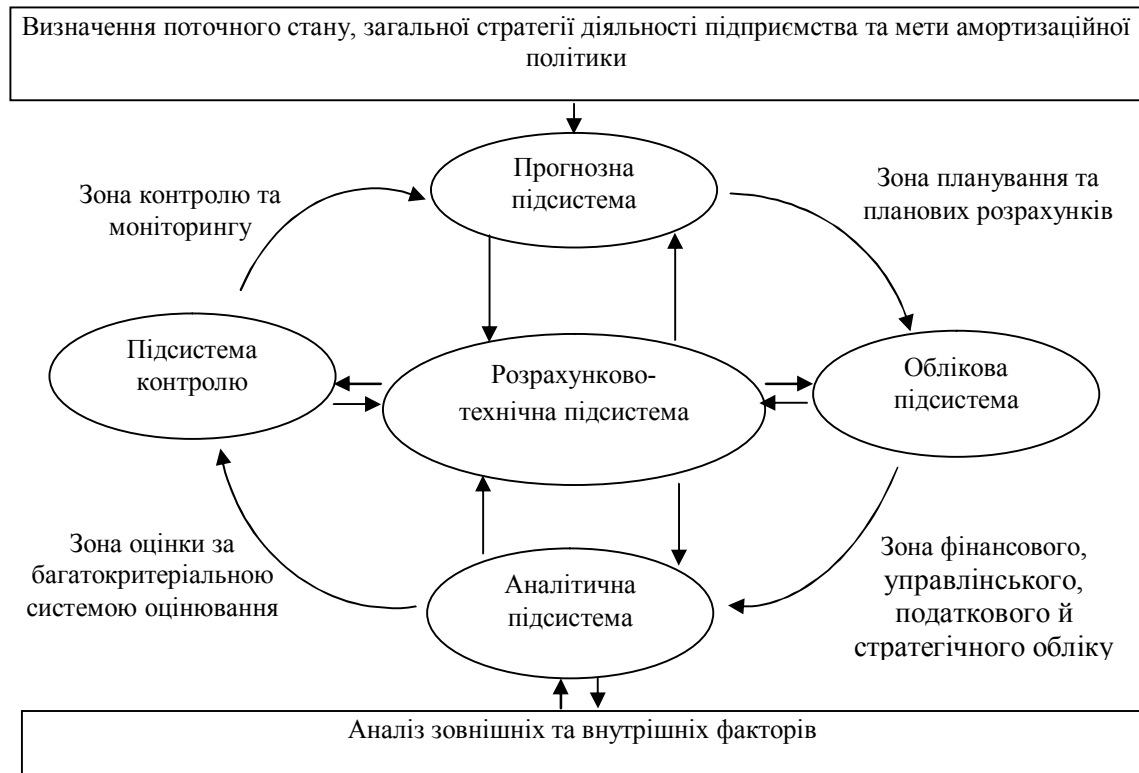 Визначення поточного стану, загальної стратегії діяльності підприємства та мети амортизаційної
політики
Прогнозна
підсистема
Зона контролю та
моніторингу
Зона планування та
планових розрахунків
Підсистема
контролю
Розрахунково-
технічна підсистема
Облікова
підсистема
Зона оцінки за
багатокритеріальною
системою оцінювання
Аналітична
підсистема
Зона фінансового,
управлінського,
податкового й
стратегічного обліку
Аналіз зовнішніх та внутрішніх факторів